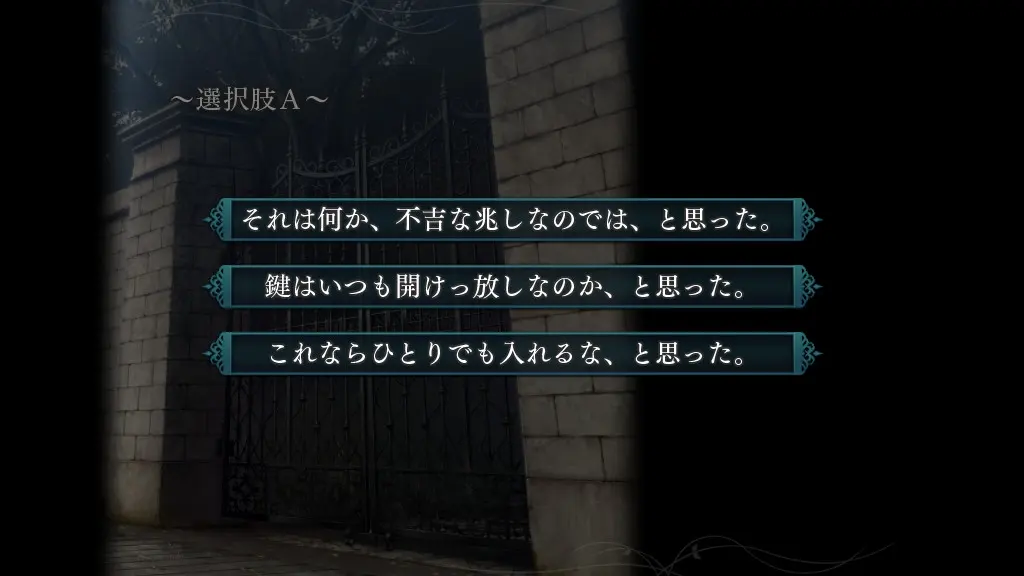 ～選択肢Ａ～
それは何か、不吉な兆しなのでは、と思った。
鍵はいつも開けっ放しなのか、と思った。
これならひとりでも入れるな、と思った。